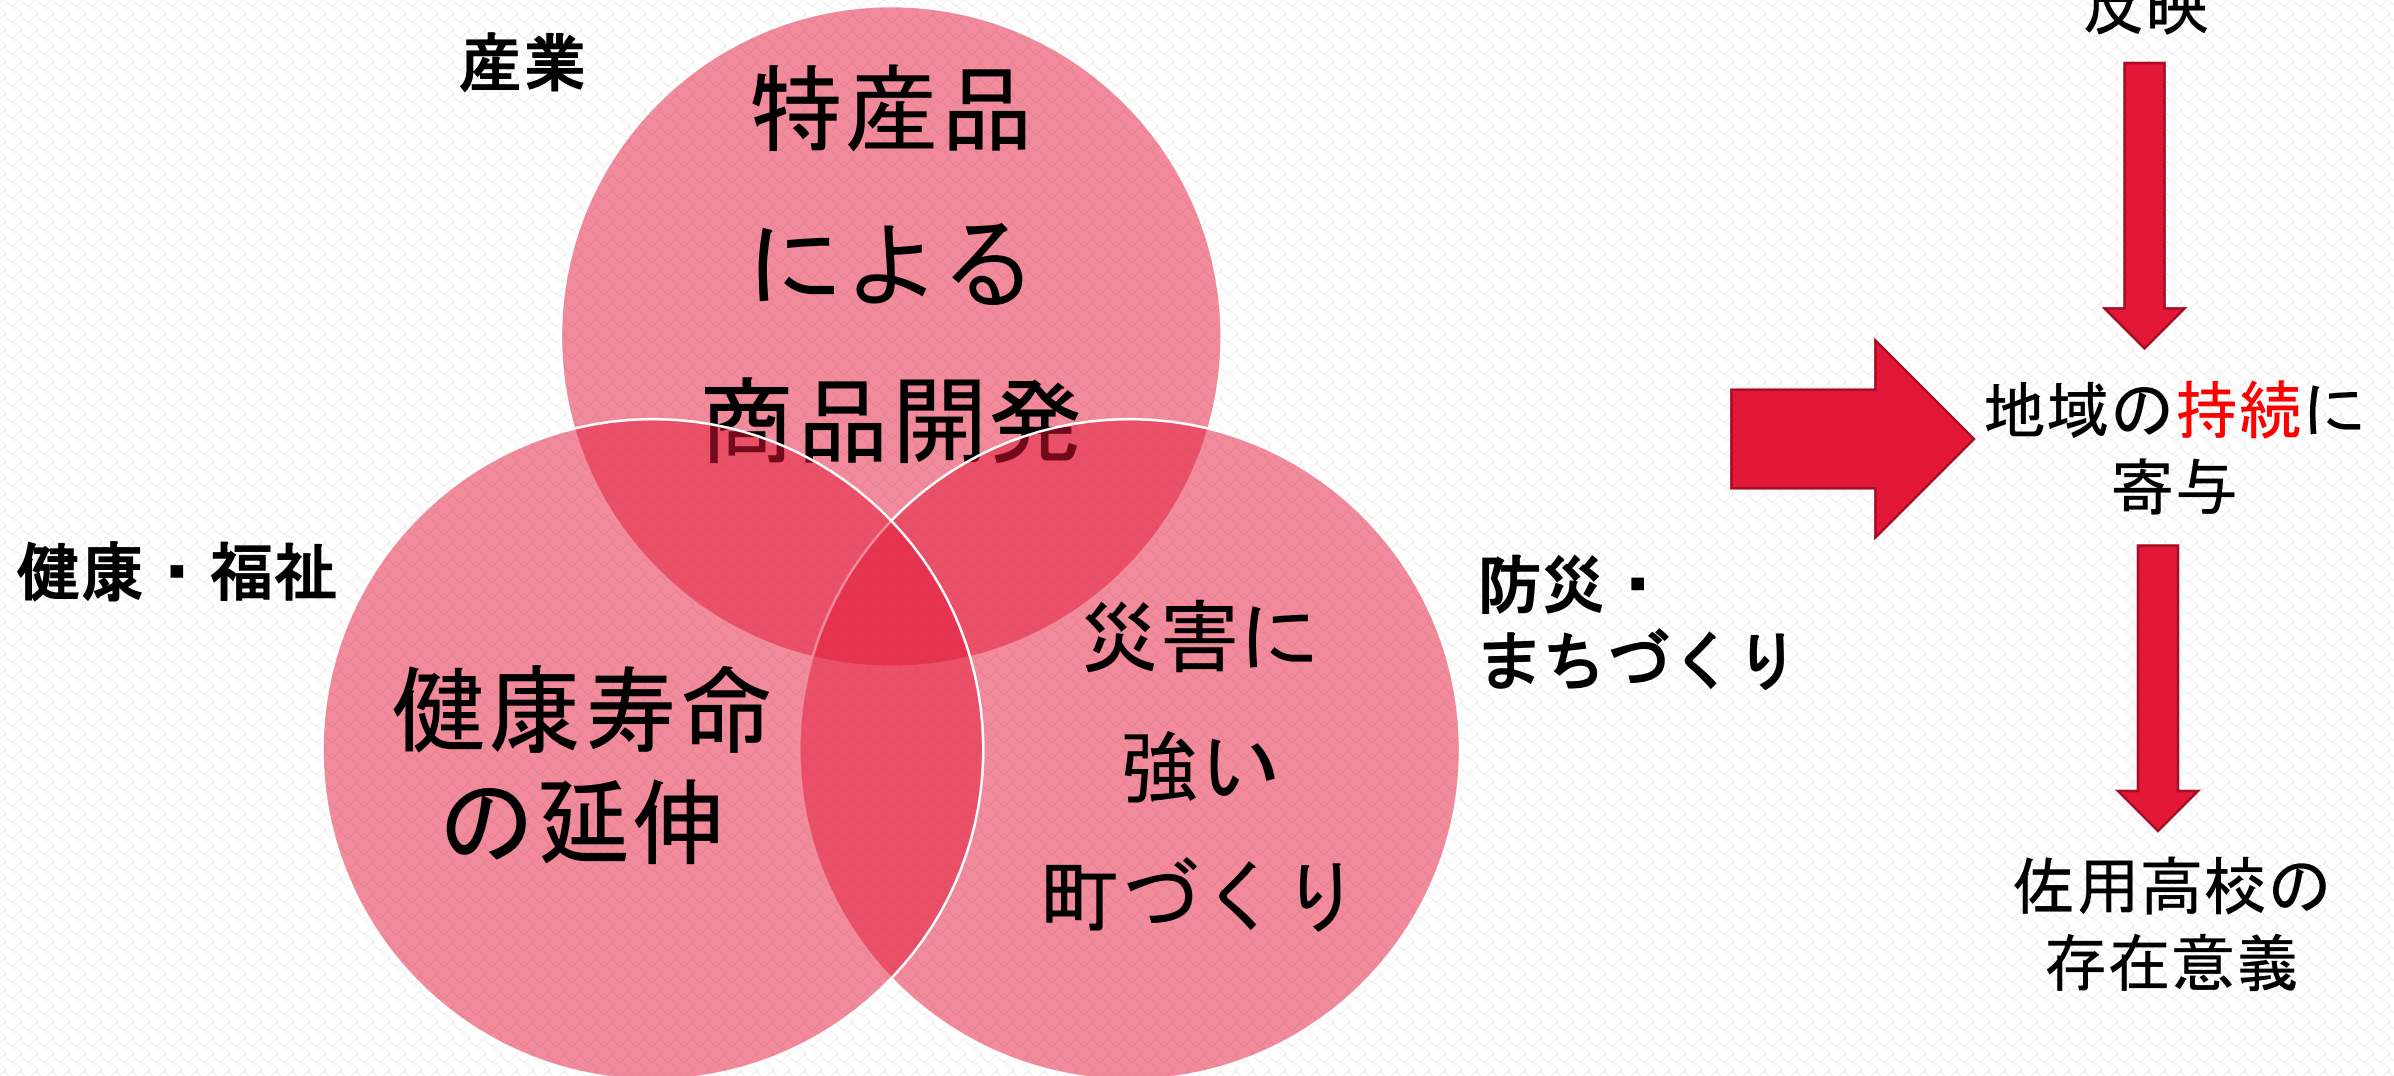 産業
特産品
による
商品開発
健康・福祉
健康寿命
の延伸
防災・
まちづくり
災害に
強い
町づくり
反映
地域の持続に
寄与
佐用高校の
存在意義